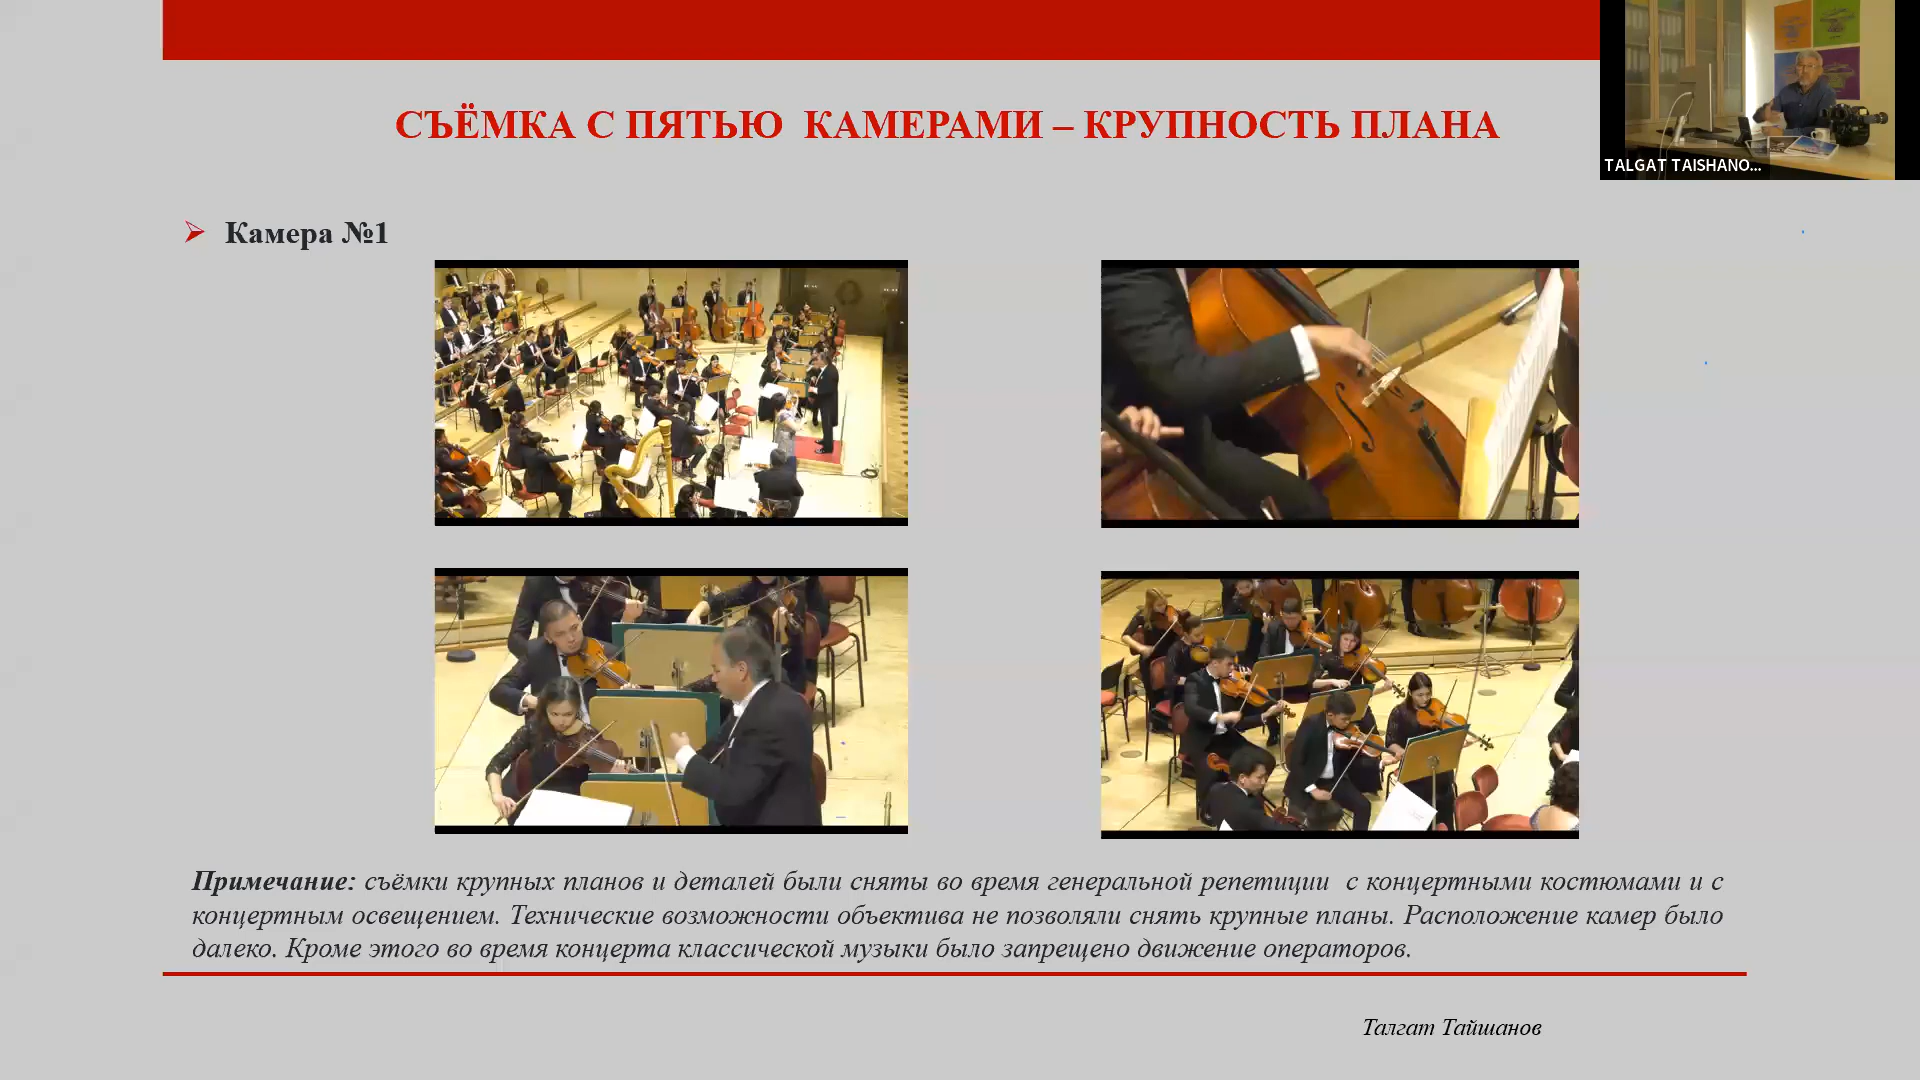 СЪЁМКА С ПЯТЬЮ КАМЕРАМИ – КРУПНОСТЬ ПЛАНА
TALGAT TAISHANO...
Камера №1
Примечание: съёмки крупных планов и деталей были сняты во время генеральной репетиции с концертными костюмами и с
концертным освещением. Технические возможности объектива не позволяли снять крупные планы. Расположение камер было
далеко. Кроме этого во время концерта классической музыки было запрещено движение операторов.
Талгат Тайшанов